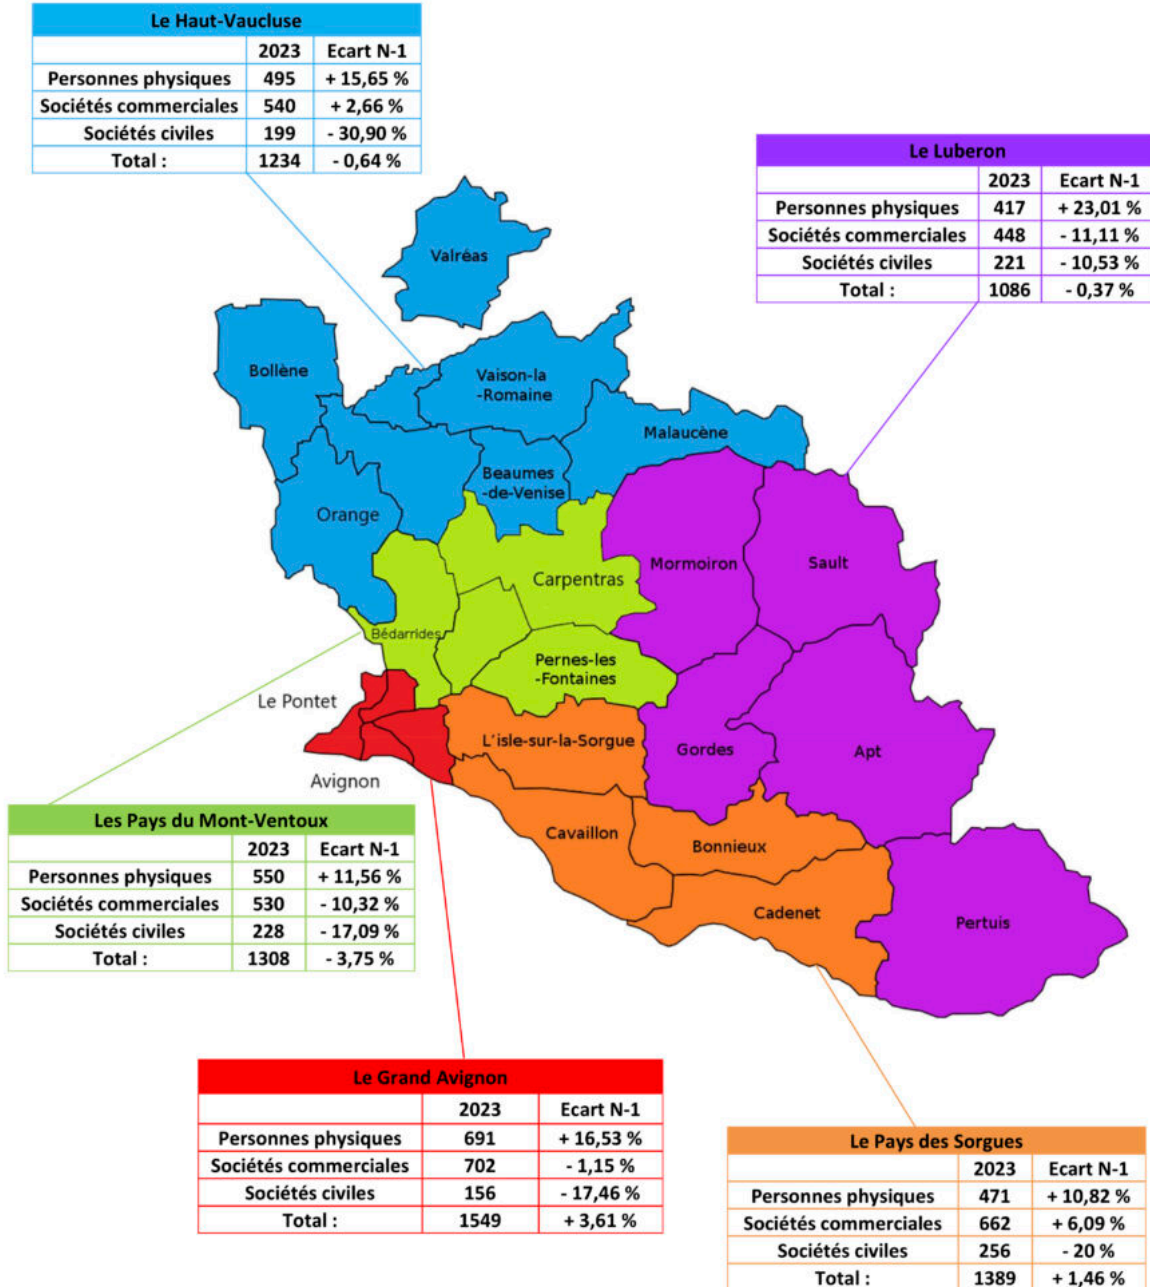 Le Haut-Vaucluse
2023 Ecart N-1
Personnes physiques 495 + 15,65 %
Sociétés commerciales 540 + 2,66 %
Sociétés civiles 199 - 30,90 %
Total : 1234 - 0,64 %
Le Luberon
2023 Ecart N-1
Personnes physiques 417 + 23,01 %
Sociétés commerciales 448 - 11,11 %
Sociétés civiles 221 - 10,53 %
Total : 1086 - 0,37 %
Valréas
Bollène
Vaison-la
-Romaine
Malaucène
Beaumes
-de-Venise
Orange
Mormoiron
Sault
Carpentras
Bédarrides
Pernes-les
-Fontaines
Le Pontet
L'isle-sur-la-Sorgue
Gordes
Apt
Avignon
Cavaillon
Bonnieux
Cadenet
Pertuis
Les Pays du Mont-Ventoux
2023 Ecart N-1
Personnes physiques 550 + 11,56 %
Sociétés commerciales 530 - 10,32 %
Sociétés civiles 228 - 17,09 %
Total : 1308 - 3,75 %
Le Grand Avignon
2023 Ecart N-1
Personnes physiques 691 + 16,53 %
Sociétés commerciales 702 - 1,15 %
Sociétés civiles 156 - 17,46 %
Total : 1549 + 3,61 %
Le Pays des Sorgues
2023 Ecart N-1
Personnes physiques 471 + 10,82 %
Sociétés commerciales 662 + 6,09 %
Sociétés civiles 256 - 20 %
Total : 1389 + 1,46 %